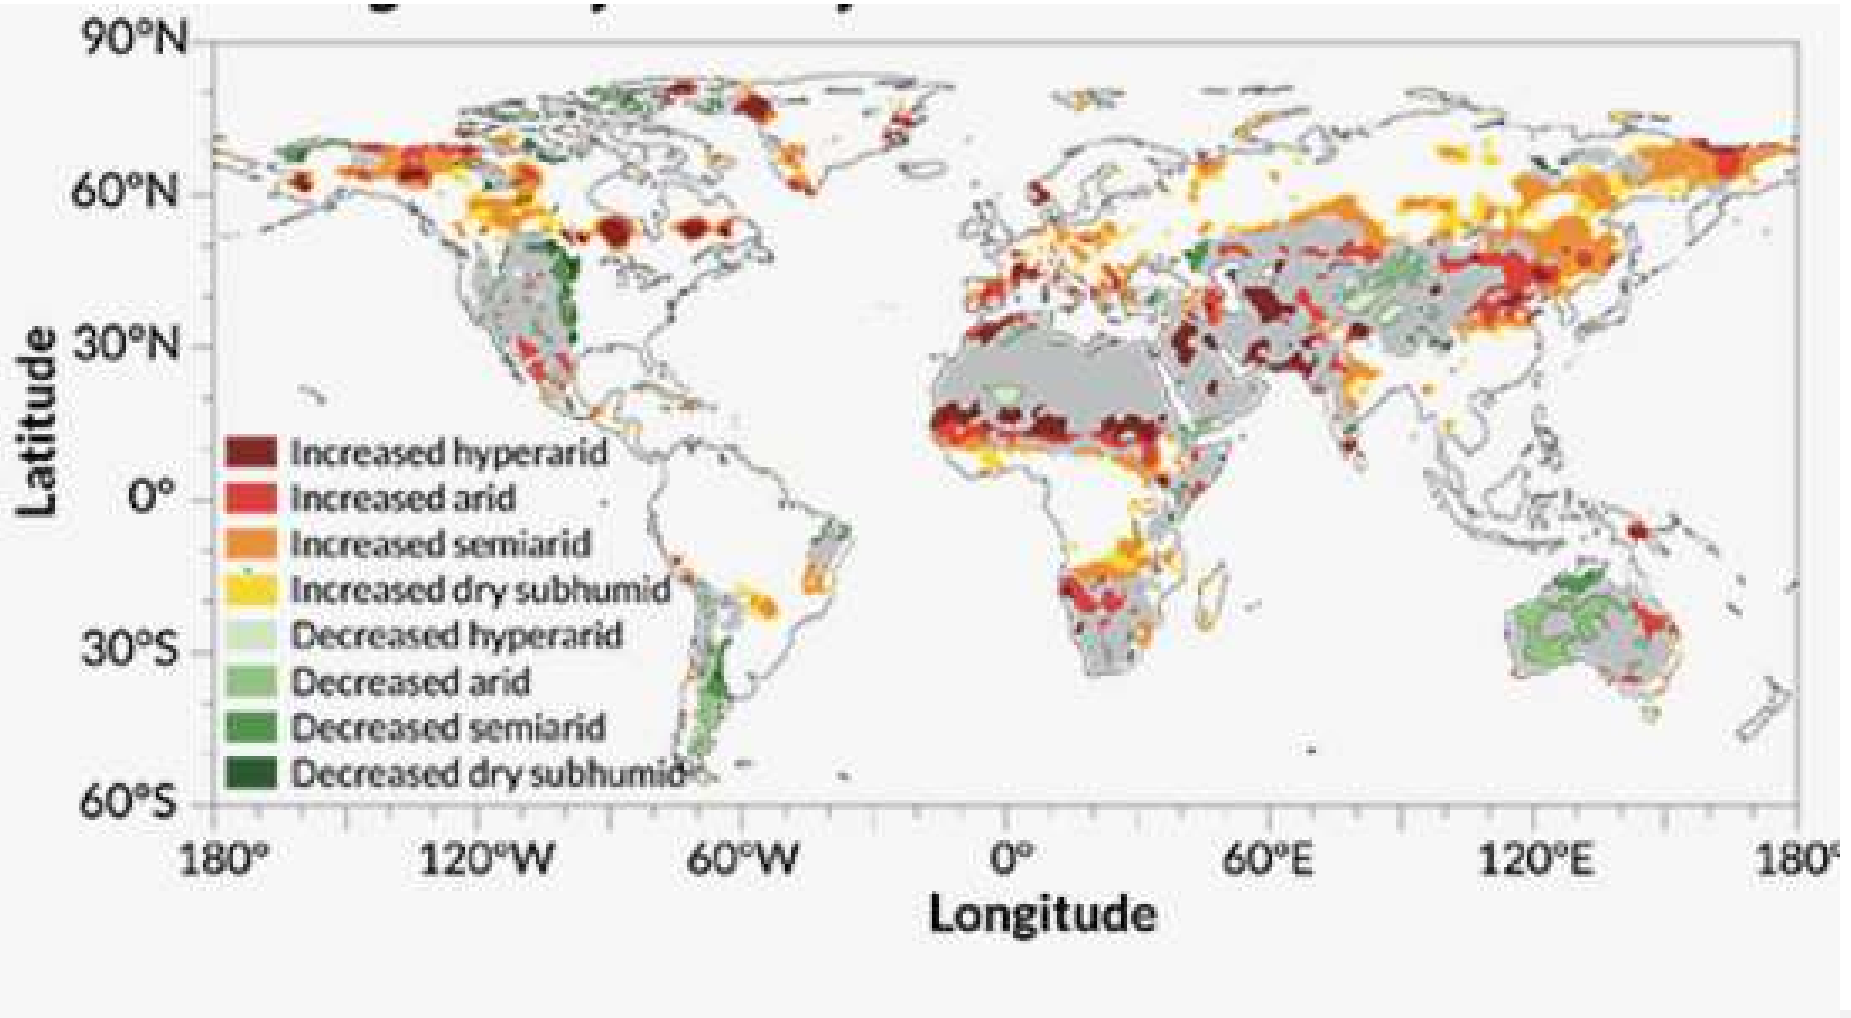 90°N
60°N
30°N
0°
30°S
60°S
Latitude
Increased hyperarid
Increased arid
Increased semiarid
Increased dry subhumid
Decreased hyperarid
Decreased arid
Decreased semiarid
Decreased dry subhumid
180° 120°W 60°W 0° 60°E 120°E 180°
Longitude